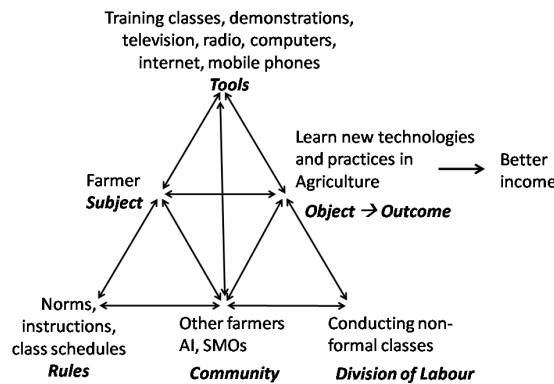 Training classes, demonstrations,
television, radio, computers,
internet, mobile phones
Tools
Learn new technologies
and practices in
Agriculture
Better
income
Farmer
Subject
Object → Outcome
Norms,
instructions,
class schedules
Rules
Other farmers
AI, SMOs
Community
Conducting non-
formal classes
Division of Labour